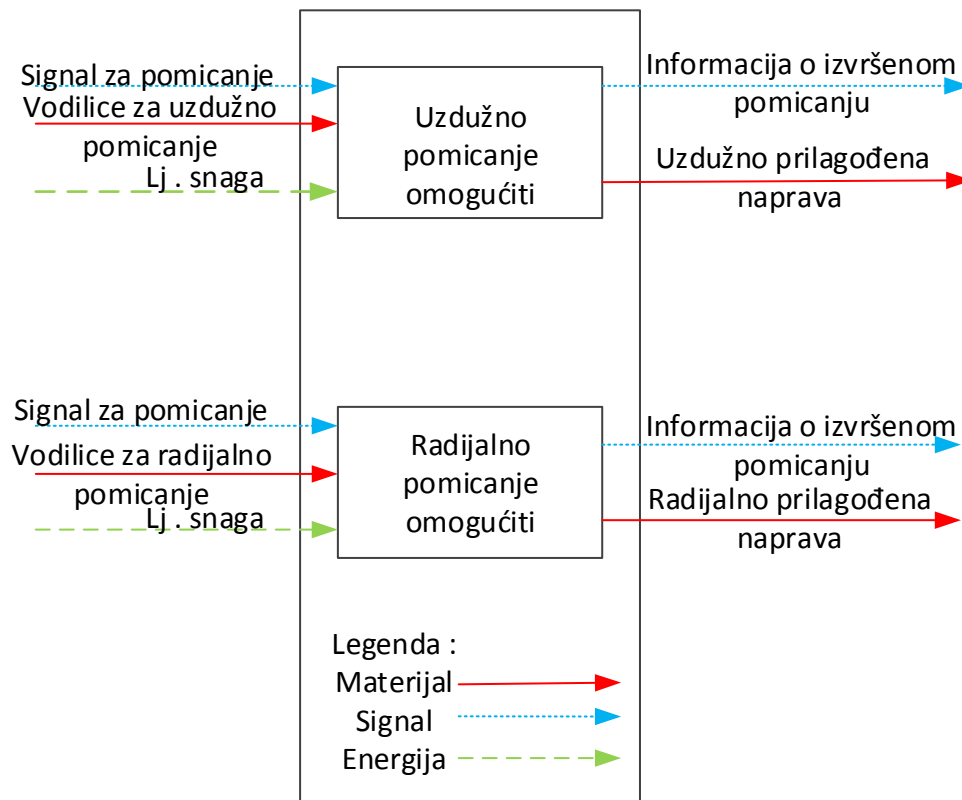 Signal za pomicanje
Vodilice za uzdužno
pomicanje
Lj . snaga
Uzdužno
pomicanje
omogućiti
Informacija o izvršenom
pomicanju
Uzdužno prilagođena
naprava
Signal za pomicanje
Vodilice za radijalno
pomicanje
Lj . snaga
Radijalno
pomicanje
omogućiti
Informacija o izvršenom
pomicanju
Radijalno prilagođena
naprava
Legenda :
Materijal
Signal
Energija